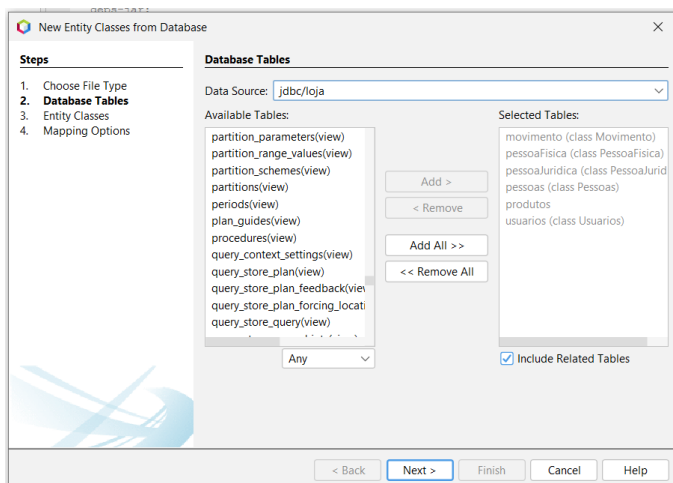 New Entity Classes from Database
Steps
1. Choose File Type
2. Database Tables
3. Entity Classes
4. Mapping Options
Database Tables
Data Source: jdbc/loja
Available Tables:
partition_parameters(view)
partition_range_values(view)
partition_schemes(view)
partitions(view)
periods(view)
plan_guides(view)
procedures(view)
query_context_settings(view)
query_store_plan(view)
query_store_plan_feedback(view
query_store_plan_forcing_locati
query_store_query(view)
Any
Add >
< Remove
Add All >>
<< Remove All
Selected Tables:
movimento (class Movimento)
pessoaFisica (class PessoaFisica)
pessoaJuridica (class PessoaJurid
pessoas (class Pessoas)
produtos
usuarios (class Usuarios)
Include Related Tables
< Back
Next >
Finish
Cancel
Help